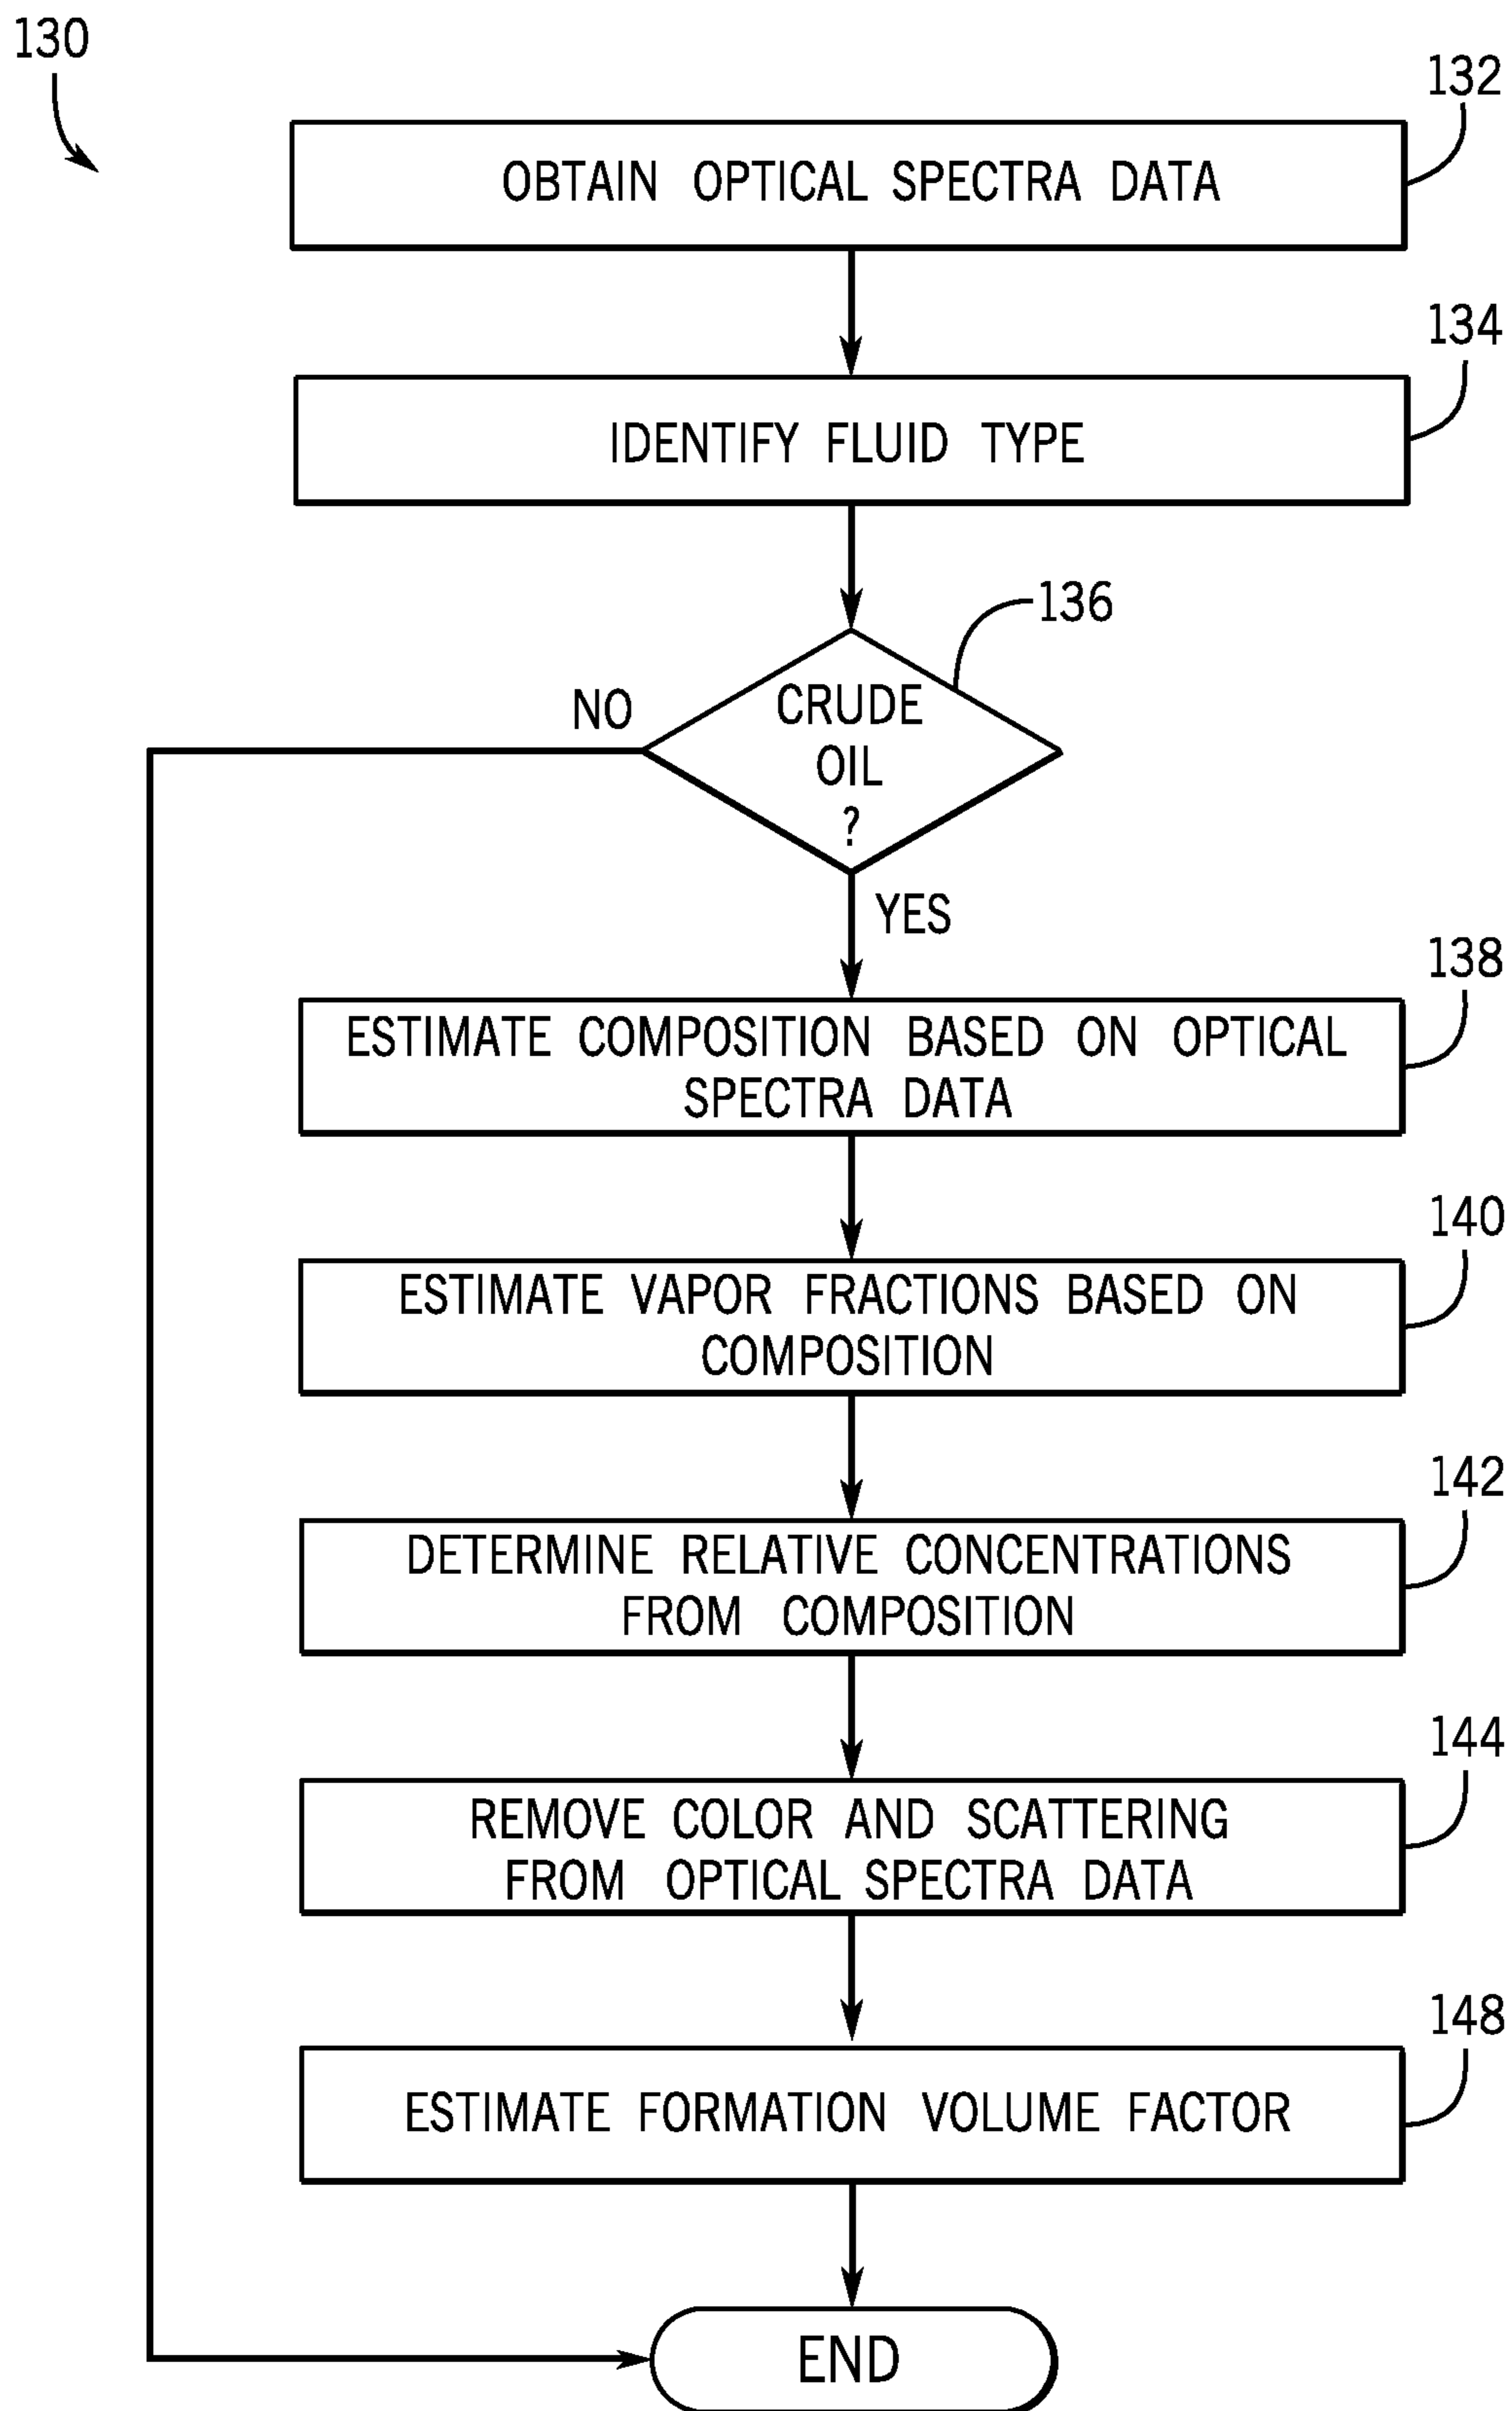 130
132
OBTAIN OPTICAL SPECTRA DATA
134
IDENTIFY FLUID TYPE
136
CRUDE
OIL
?
NO
YES
138
ESTIMATE COMPOSITION BASED ON OPTICAL
SPECTRA DATA
140
ESTIMATE VAPOR FRACTIONS BASED ON
COMPOSITION
142
DETERMINE RELATIVE CONCENTRATIONS
FROM COMPOSITION
144
REMOVE COLOR AND SCATTERING
FROM OPTICAL SPECTRA DATA
148
ESTIMATE FORMATION VOLUME FACTOR
END